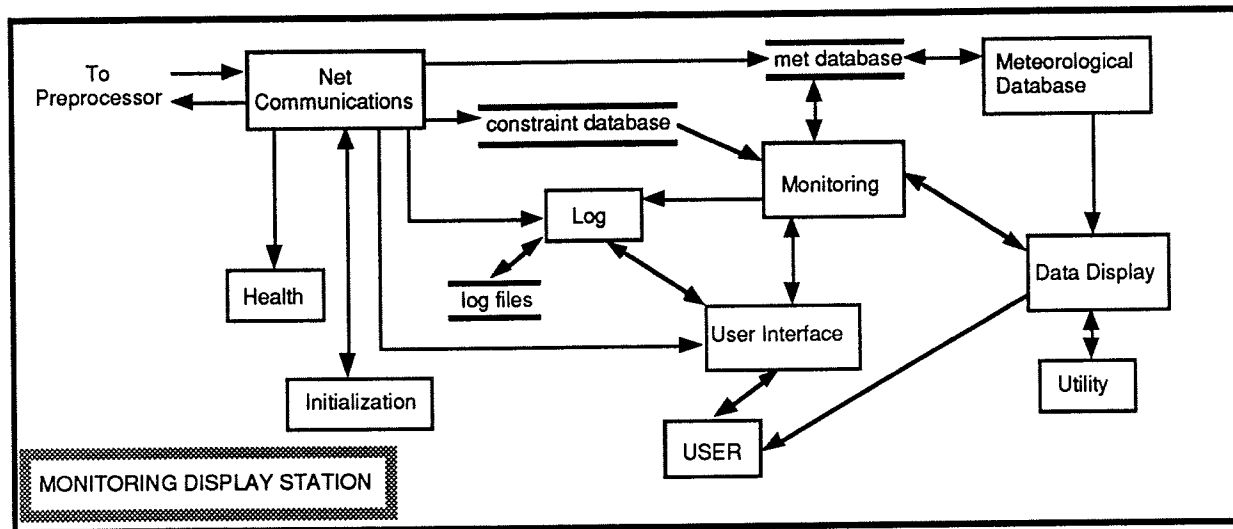 To
Preprocessor
Net
Communications
met database
Meteorological
Database
constraint database
Monitoring
Log
Data Display
Health
log files
User Interface
Utility
Initialization
USER
MONITORING DISPLAY STATION